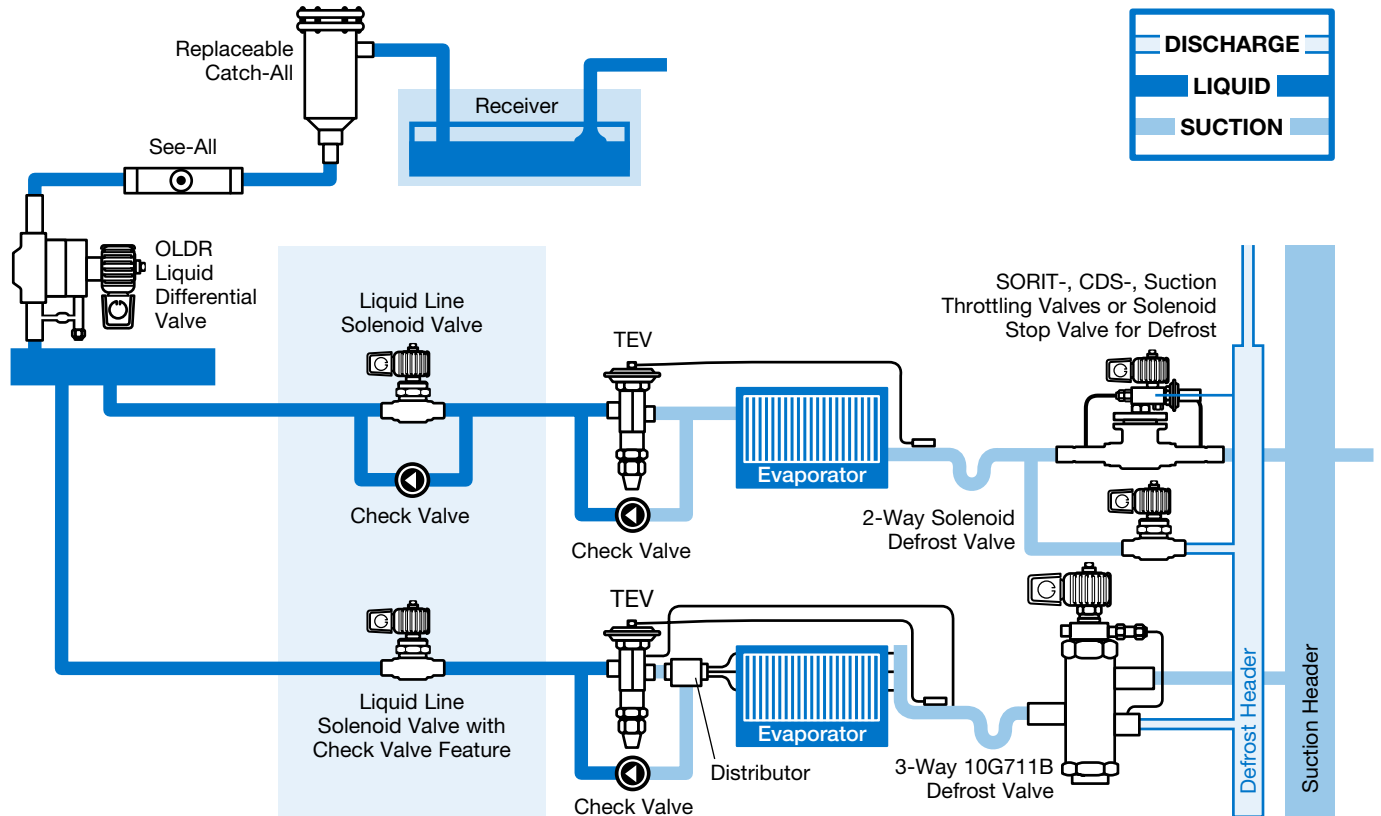 Replaceable
Catch-All
Receiver
DISCHARGE
LIQUID
SUCTION
See-All
OLDR
Liquid
Differential
Valve
Liquid Line
Solenoid Valve
TEV
SORIT-, CDS-, Suction
Throttling Valves or Solenoid
Stop Valve for Defrost
Evaporator
Check Valve
Check Valve
2-Way Solenoid
Defrost Valve
TEV
Liquid Line
Solenoid Valve with
Check Valve Feature
Evaporator
Distributor
Check Valve
3-Way 10G711B
Defrost Valve
Defrost Header
Suction Header